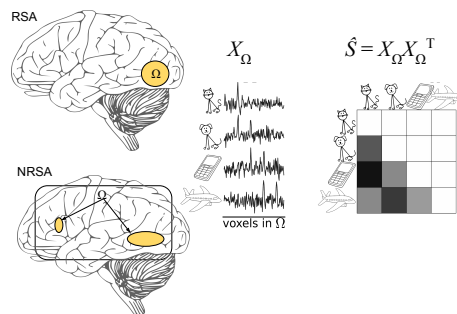 RSA
Ω
X_Ω
Ŝ = X_Ω X_Ω^T
NRSA
Ω
voxels in Ω